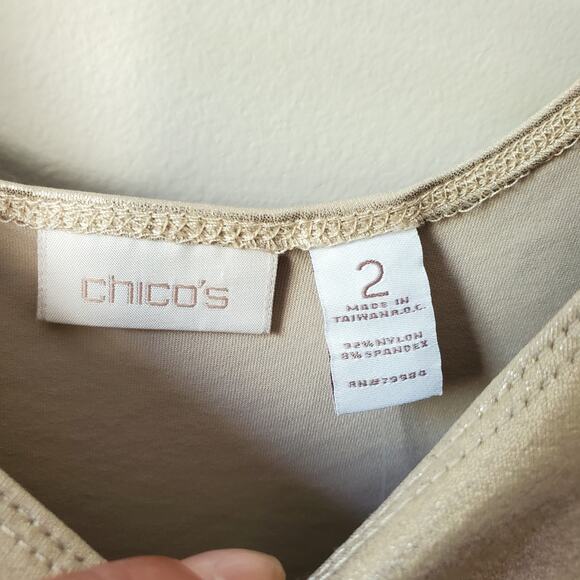 chico's
2
MADE IN
TAIWAN R.O.C.
92% NYLON
8% SPANDEX
RN#79984